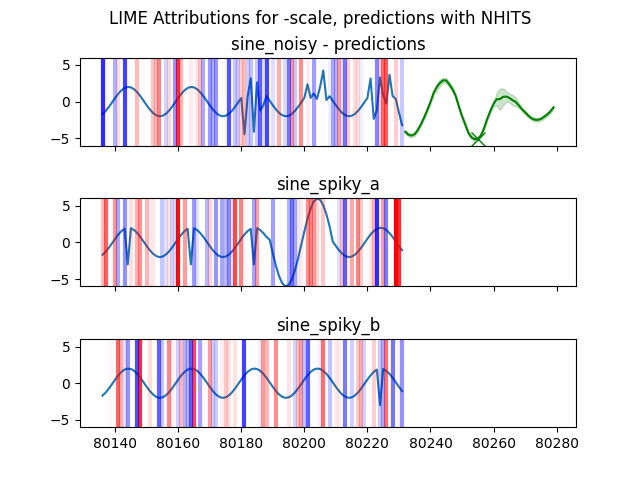 LIME Attributions for -scale, predictions with NHITS
sine_noisy - predictions
5
0
−5
sine_spiky_a
5
0
−5
sine_spiky_b
5
0
−5
80140 80160 80180 80200 80220 80240 80260 80280